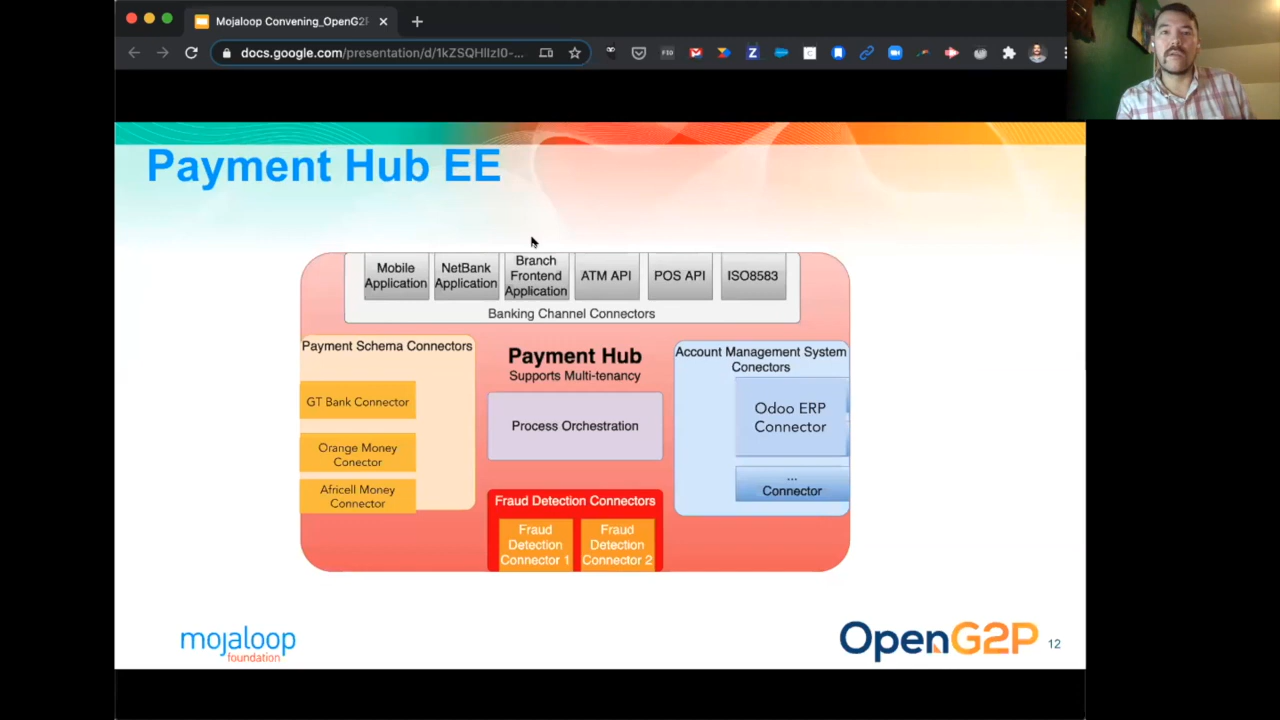 Mojaloop Convening_OpenG2P
docs.google.com/presentation/d/1kZSQHlIzI0-...
Payment Hub EE
Mobile
Application
NetBank
Application
Branch
Frontend
Application
ATM API
POS API
ISO8583
Banking Channel Connectors
Payment Schema Connectors
GT Bank Connector
Orange Money
Conector
Africell Money
Connector
Payment Hub
Supports Multi-tenancy
Process Orchestration
Fraud Detection Connectors
Fraud
Detection
Connector 1
Fraud
Detection
Connector 2
Account Management System
Conectors
Odoo ERP
Connector
...
Connector
mojaloop
foundation
OpenG2P
12